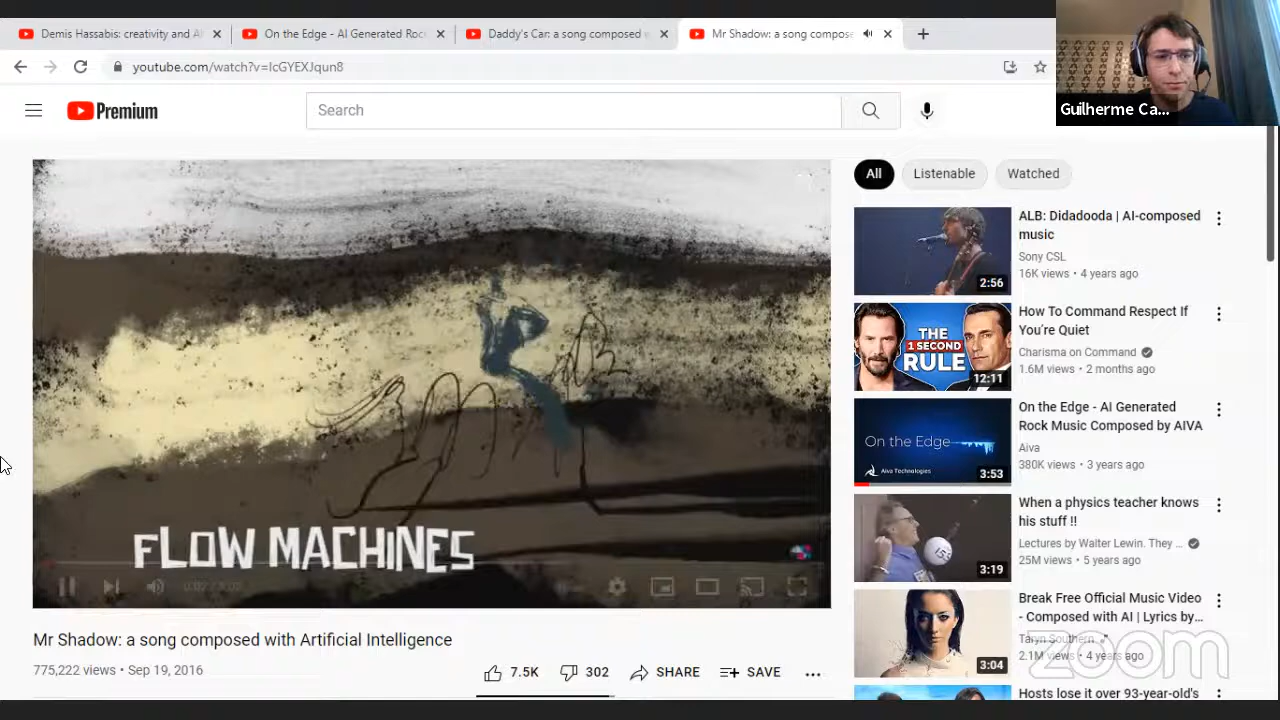 Demis Hassabis: creativity and A
On the Edge - AI Generated Roc
Daddy's Car: a song composed
Mr Shadow: a song compose
youtube.com/watch?v=lcGYEXJqun8
Guilherme Ca...
Premium
Search
All
Listenable
Watched
FLOW MACHINES
ALB: Didadooda | AI-composed
music
Sony CSL
16K views • 4 years ago
2:56
How To Command Respect If
You're Quiet
Charisma on Command
1.6M views • 2 months ago
THE
1 SECOND
RULE
12:11
On the Edge - AI Generated
Rock Music Composed by AIVA
Aiva
380K views • 3 years ago
On the Edge
Aiva Technologies
3:53
When a physics teacher knows
his stuff !!
Lectures by Walter Lewin. They ...
25M views • 5 years ago
3:19
Break Free Official Music Video
- Composed with AI | Lyrics by...
Taryn Southern
2.1M views • 4 years ago
3:04
Hosts lose it over 93-year-old's
Mr Shadow: a song composed with Artificial Intelligence
775,222 views • Sep 19, 2016
7.5K
302
SHARE
SAVE
zoom